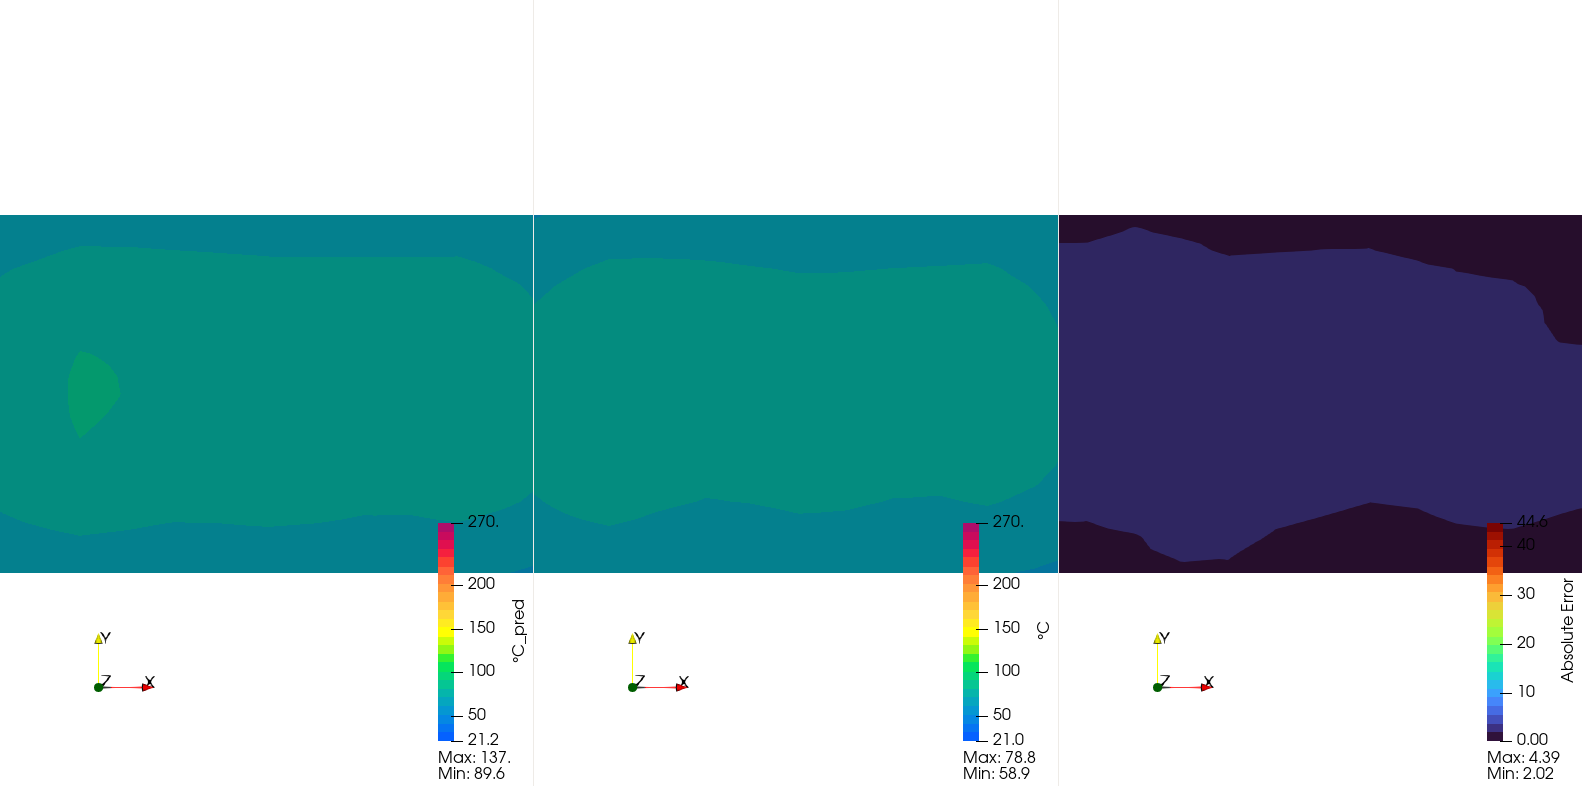 270.
200
150
100
50
21.2
°C_pred
Max: 137.
Min: 89.6
Y
Z
X
270.
200
150
100
50
21.0
°C
Max: 78.8
Min: 58.9
Y
Z
X
44.6
40
30
20
10
0.00
Absolute Error
Max: 4.39
Min: 2.02
Y
Z
X